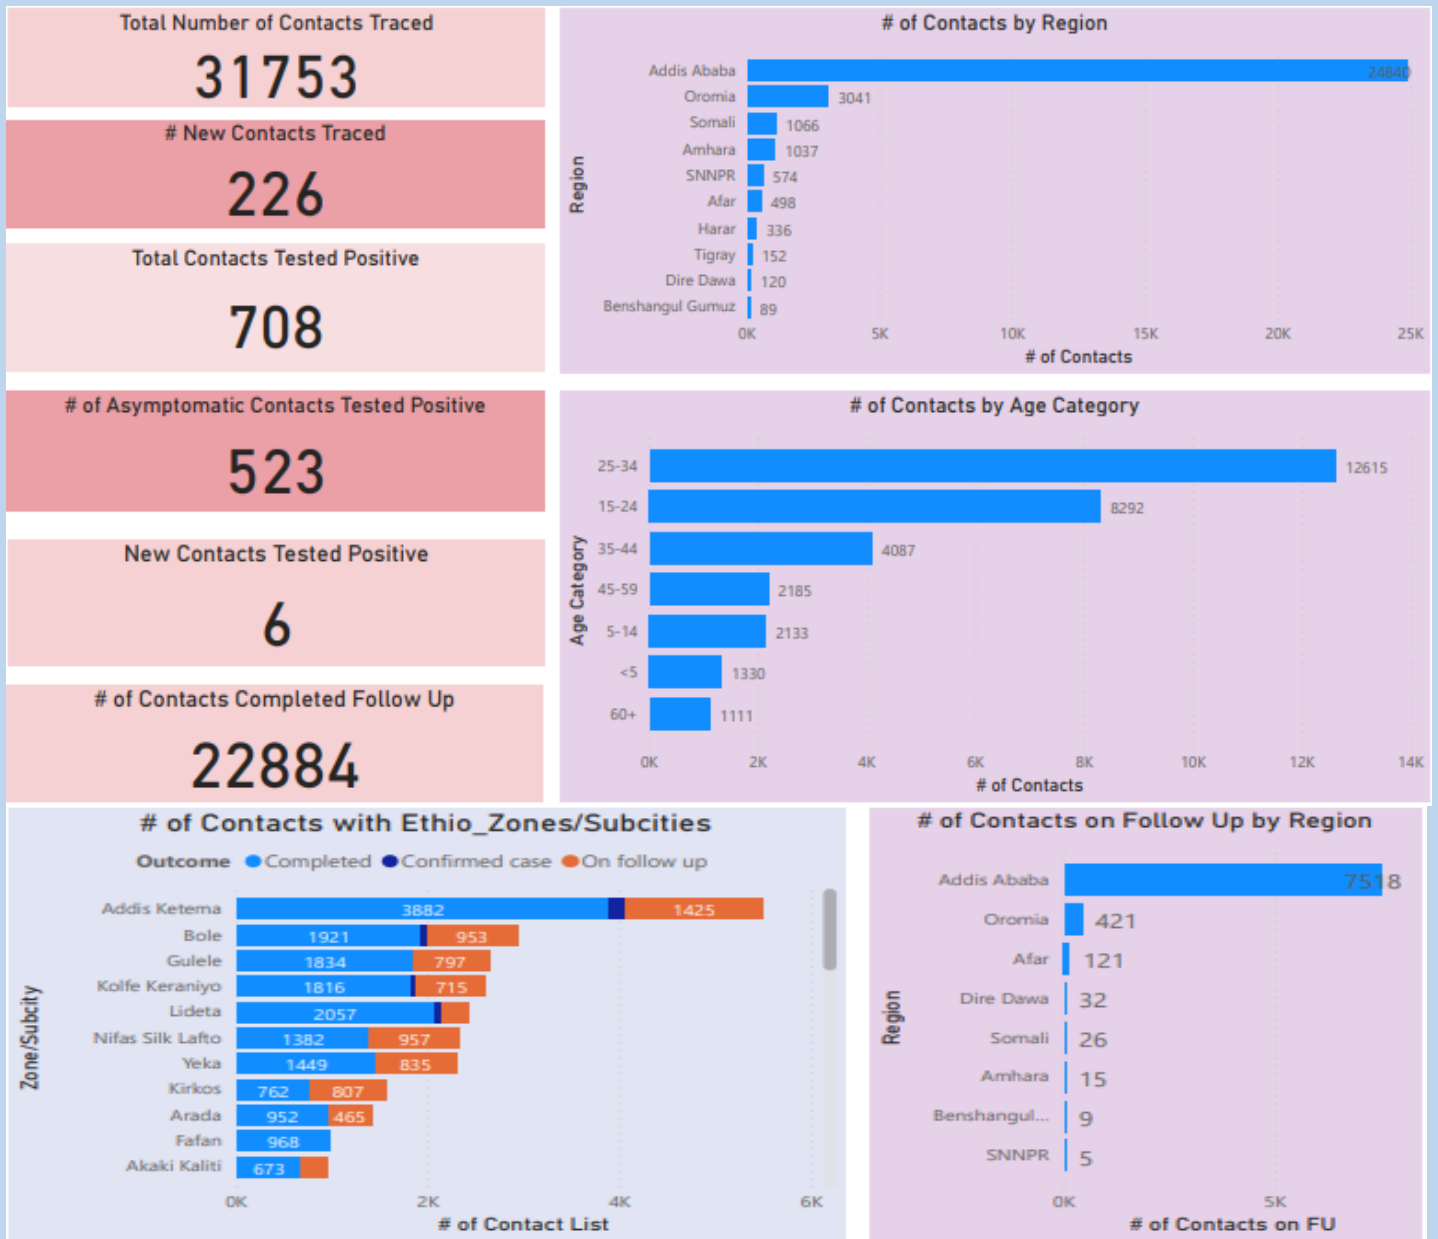 Total Number of Contacts Traced
31753
# New Contacts Traced
226
Total Contacts Tested Positive
708
# of Asymptomatic Contacts Tested Positive
523
New Contacts Tested Positive
6
# of Contacts Completed Follow Up
22884
# of Contacts by Region
Region
Addis Ababa 24840
Oromia 3041
Somali 1066
Amhara 1037
SNNPR 574
Afar 498
Harar 336
Tigray 152
Dire Dawa 120
Benshangul Gumuz 89
0K 5K 10K 15K 20K 25K
# of Contacts
# of Contacts by Age Category
Age Category
25-34 12615
15-24 8292
35-44 4087
45-59 2185
5-14 2133
<5 1330
60+ 1111
0K 2K 4K 6K 8K 10K 12K 14K
# of Contacts
# of Contacts with Ethio_Zones/Subcities
Outcome Completed Confirmed case On follow up
Zone/Subcity
Addis Ketema 3882 1425
Bole 1921 953
Gulele 1834 797
Kolfe Keraniyo 1816 715
Lideta 2057
Nifas Silk Lafto 1382 957
Yeka 1449 835
Kirkos 762 807
Arada 952 465
Fafan 968
Akaki Kaliti 673
0K 2K 4K 6K
# of Contact List
# of Contacts on Follow Up by Region
Region
Addis Ababa 7518
Oromia 421
Afar 121
Dire Dawa 32
Somali 26
Amhara 15
Benshangul... 9
SNNPR 5
0K 5K
# of Contacts on FU